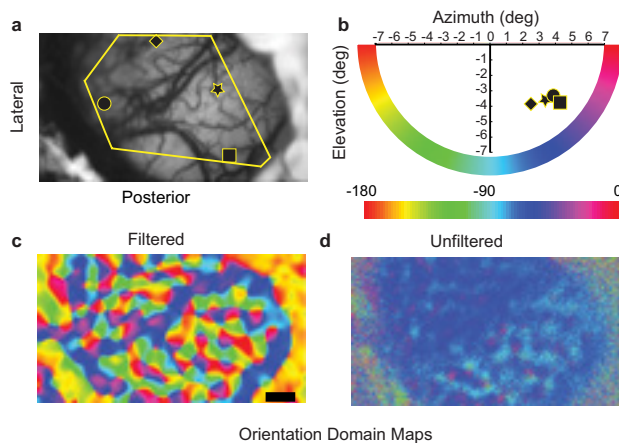 a
Lateral
Posterior
b
Azimuth (deg)
-7 -6 -5 -4 -3 -2 -1 0 1 2 3 4 5 6 7
Elevation (deg)
-1
-2
-3
-4
-5
-6
-7
-180 -90 0
c Filtered
d Unfiltered
Orientation Domain Maps